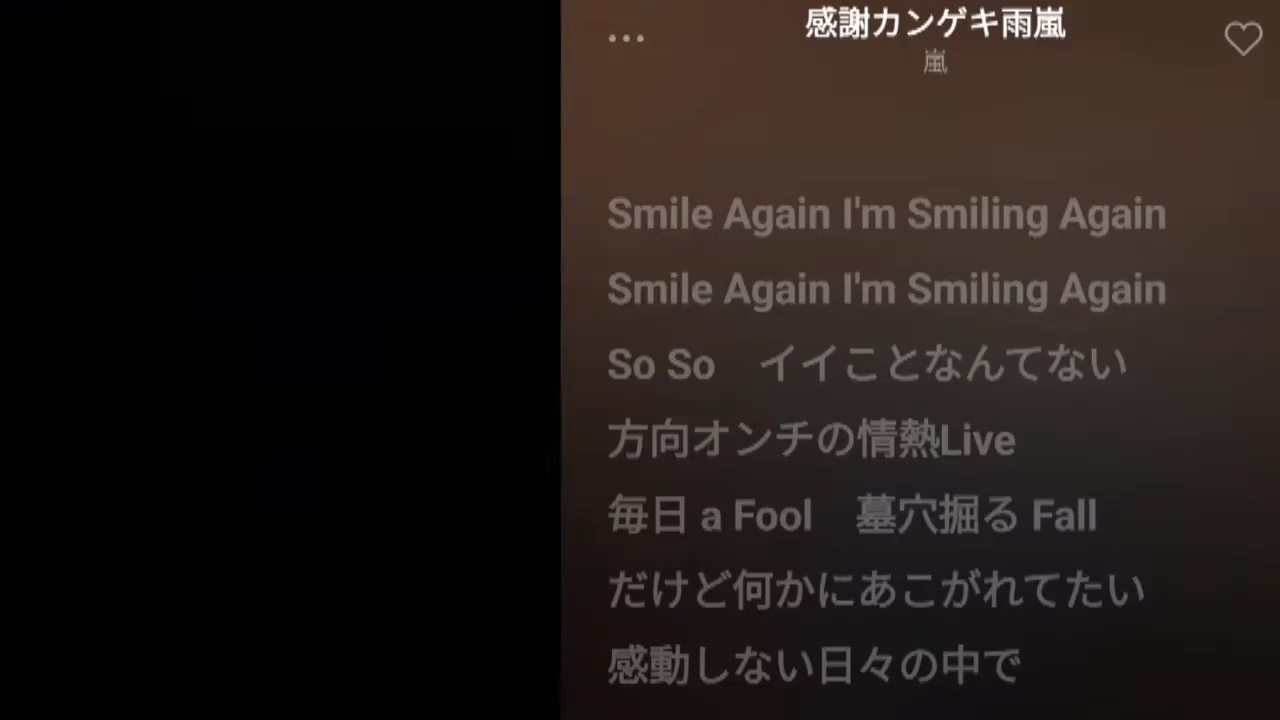 感謝カンゲキ雨嵐
嵐
Smile Again I'm Smiling Again
Smile Again I'm Smiling Again
So So　イイことなんてない
方向オンチの情熱Live
毎日 a Fool　墓穴掘る Fall
だけど何かにあこがれてたい
感動しない日々の中で